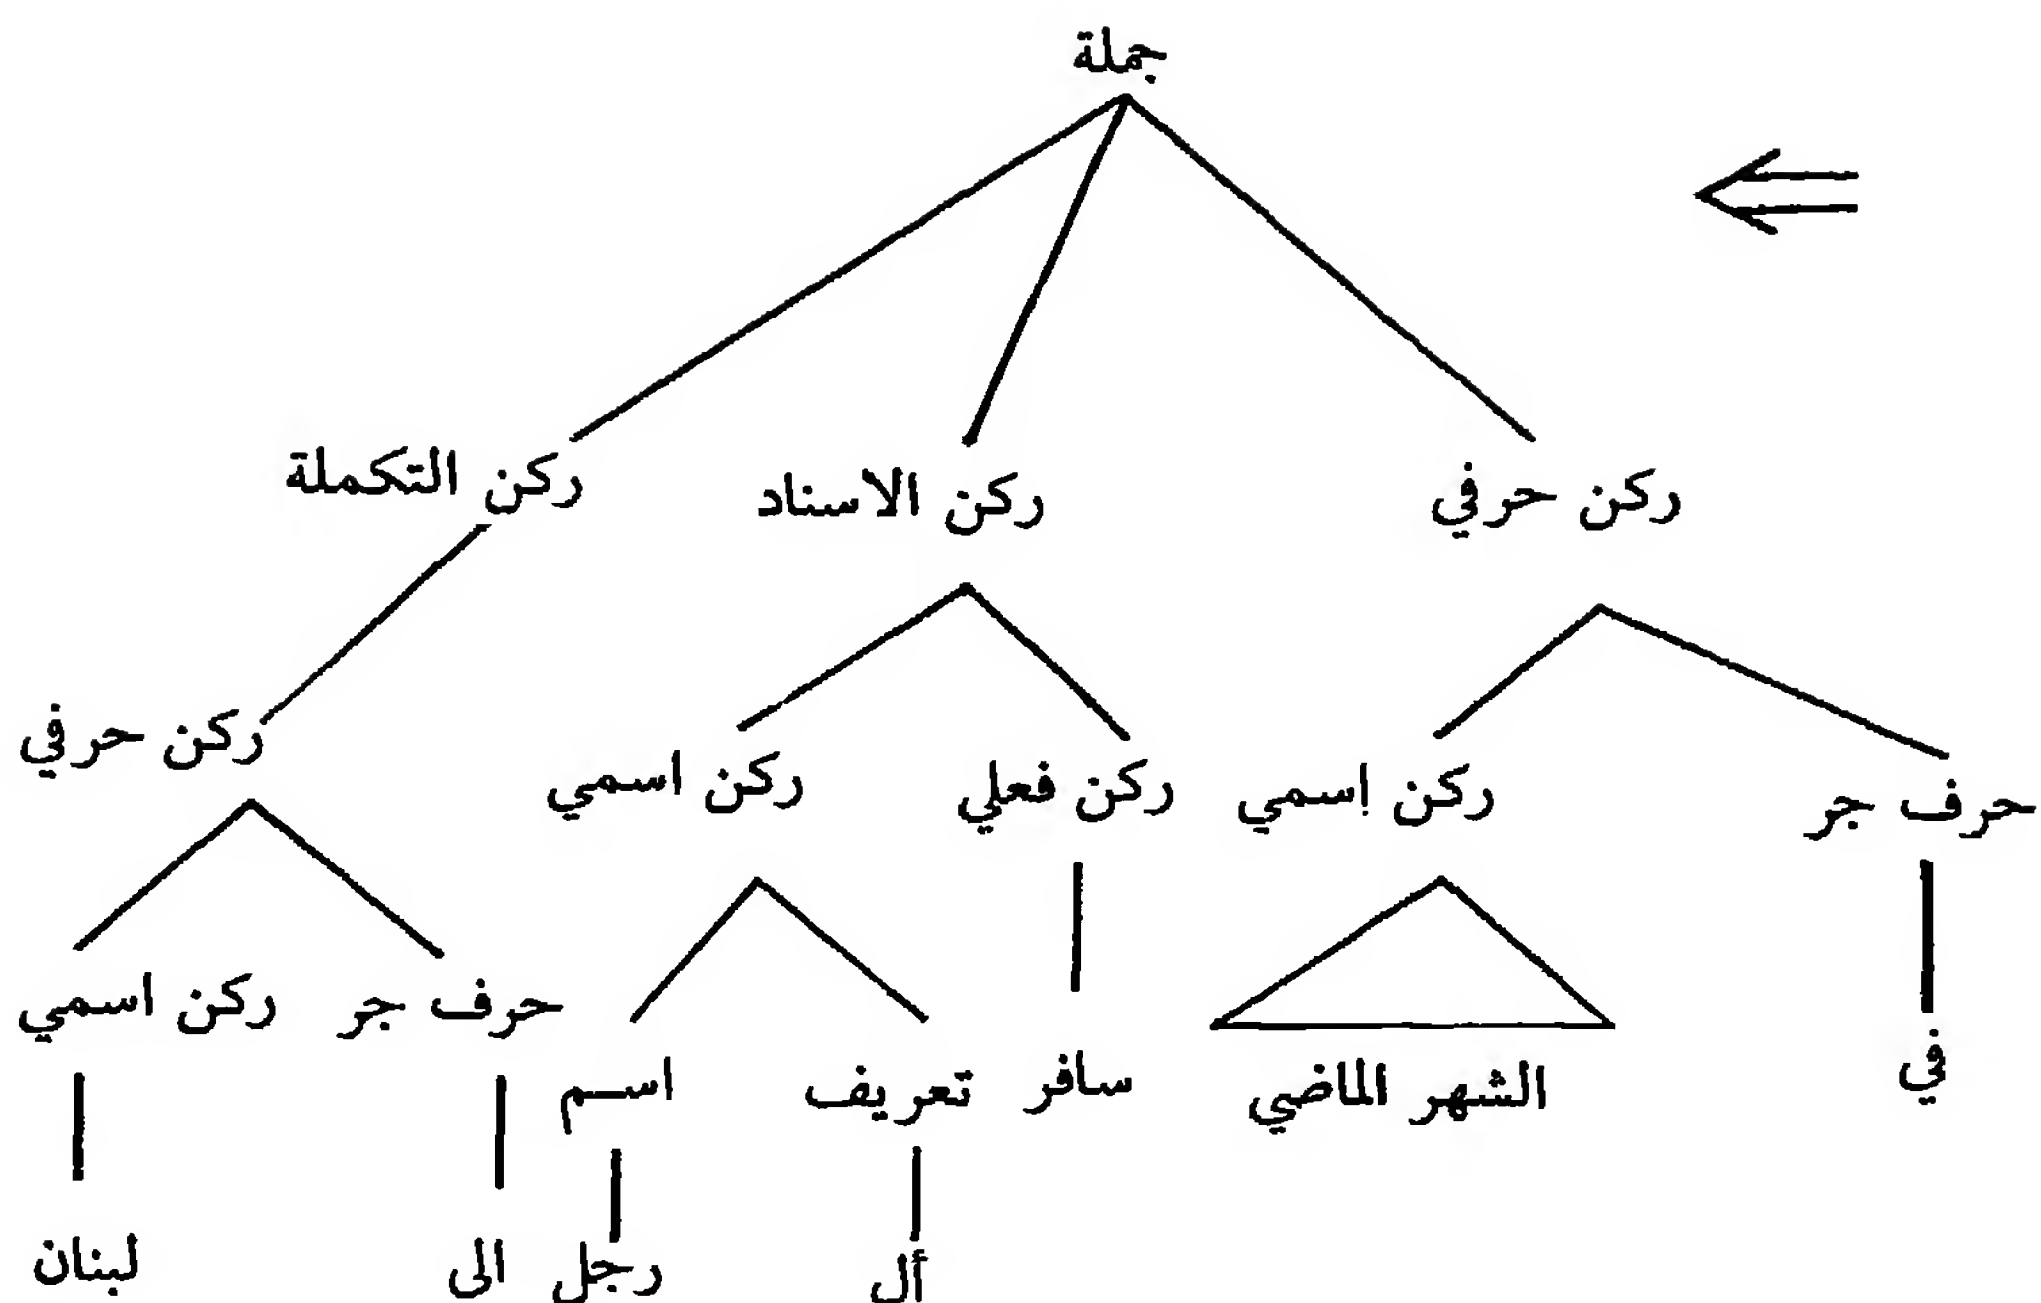 جملة
ركن حرفي ركن الاسناد ركن التكملة
حرف جر ركن إسمي ركن فعلي ركن اسمي ركن حرفي
في الشهر الماضي سافر تعريف اسم حرف جر ركن اسمي
أل رجل الى لبنان